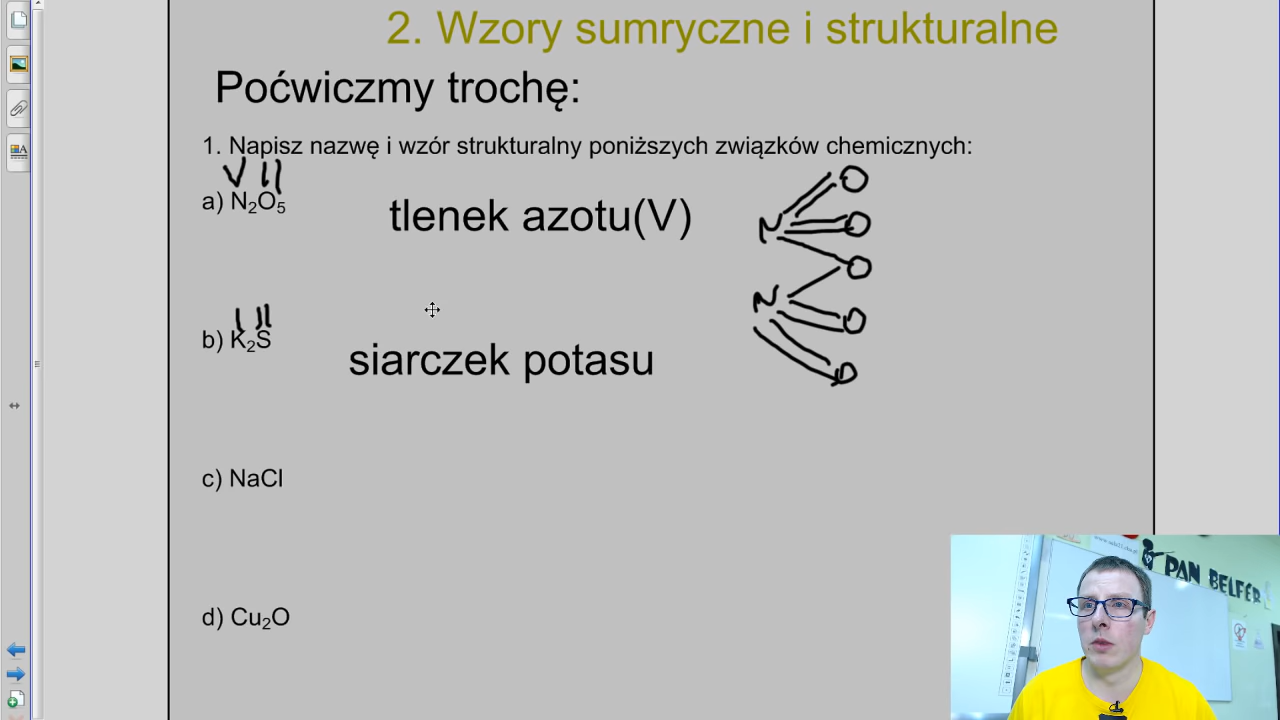 2. Wzory sumryczne i strukturalne
Poćwiczmy trochę:
1. Napisz nazwę i wzór strukturalny poniższych związków chemicznych:
V II
a) N₂O₅
tlenek azotu(V)
N O O O
N O O
I II
b) K₂S
siarczek potasu
c) NaCl
d) Cu₂O
PAN BELFER